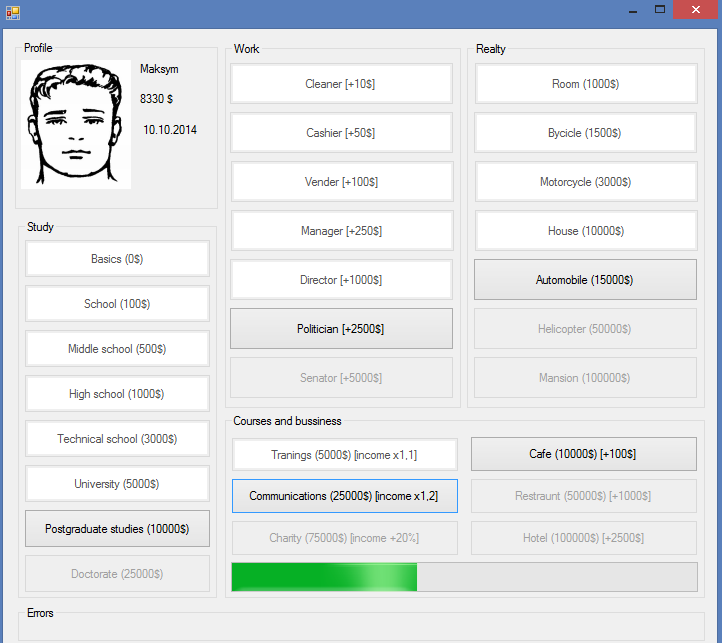 Profile
Maksym
8330 $
10.10.2014
Study
Basics (0$)
School (100$)
Middle school (500$)
High school (1000$)
Technical school (3000$)
University (5000$)
Postgraduate studies (10000$)
Doctorate (25000$)
Work
Cleaner [+10$]
Cashier [+50$]
Vender [+100$]
Manager [+250$]
Director [+1000$]
Politician [+2500$]
Senator [+5000$]
Realty
Room (1000$)
Bycicle (1500$)
Motorcycle (3000$)
House (10000$)
Automobile (15000$)
Helicopter (50000$)
Mansion (100000$)
Courses and bussiness
Tranings (5000$) [income x1,1]
Cafe (10000$) [+100$]
Communications (25000$) [income x1,2]
Restraunt (50000$) [+1000$]
Charity (75000$) [income +20%]
Hotel (100000$) [+2500$]
Errors